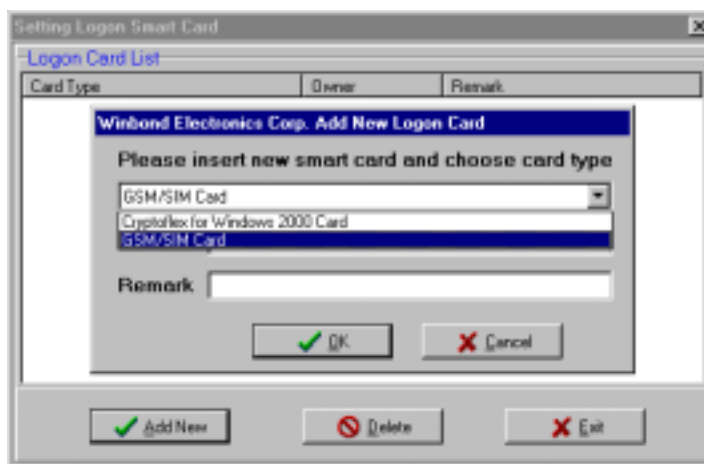 Setting Logon Smart Card
Logon Card List
Card Type Owner Remark
Winbond Electronics Corp. Add New Logon Card
Please insert new smart card and choose card type
GSM/SIM Card
Cryptoflex for Windows 2000 Card
GSM/SIM Card
Remark
OK Cancel
Add New Delete Exit